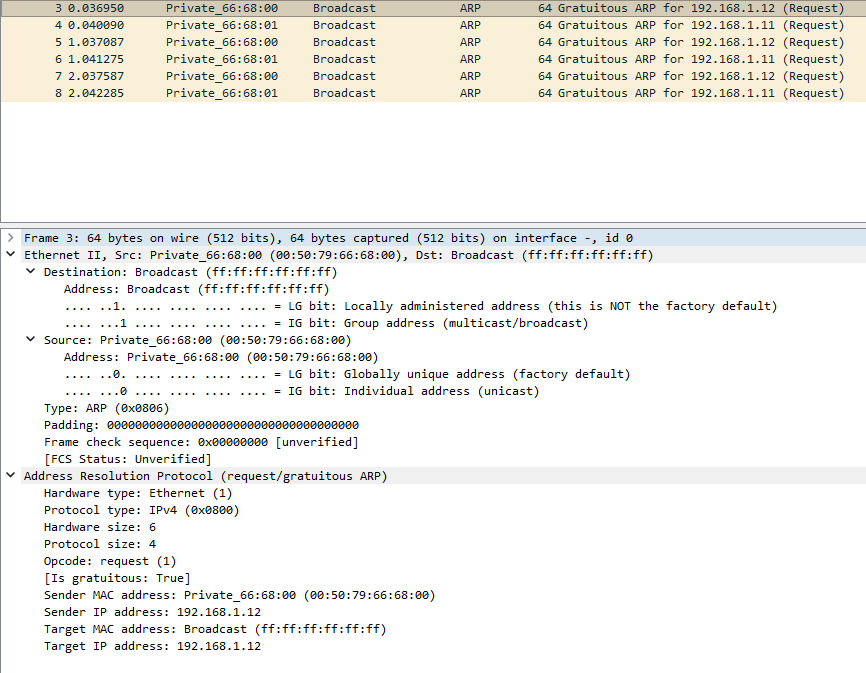 3 0.036950 Private_66:68:00 Broadcast ARP 64 Gratuitous ARP for 192.168.1.12 (Request)
4 0.040090 Private_66:68:01 Broadcast ARP 64 Gratuitous ARP for 192.168.1.11 (Request)
5 1.037087 Private_66:68:00 Broadcast ARP 64 Gratuitous ARP for 192.168.1.12 (Request)
6 1.041275 Private_66:68:01 Broadcast ARP 64 Gratuitous ARP for 192.168.1.11 (Request)
7 2.037587 Private_66:68:00 Broadcast ARP 64 Gratuitous ARP for 192.168.1.12 (Request)
8 2.042285 Private_66:68:01 Broadcast ARP 64 Gratuitous ARP for 192.168.1.11 (Request)
Frame 3: 64 bytes on wire (512 bits), 64 bytes captured (512 bits) on interface -, id 0
Ethernet II, Src: Private_66:68:00 (00:50:79:66:68:00), Dst: Broadcast (ff:ff:ff:ff:ff:ff)
Destination: Broadcast (ff:ff:ff:ff:ff:ff)
Address: Broadcast (ff:ff:ff:ff:ff:ff)
.... ..1. .... .... .... .... = LG bit: Locally administered address (this is NOT the factory default)
.... ...1 .... .... .... .... = IG bit: Group address (multicast/broadcast)
Source: Private_66:68:00 (00:50:79:66:68:00)
Address: Private_66:68:00 (00:50:79:66:68:00)
.... ..0. .... .... .... .... = LG bit: Globally unique address (factory default)
.... ...0 .... .... .... .... = IG bit: Individual address (unicast)
Type: ARP (0x0806)
Padding: 000000000000000000000000000000000000
Frame check sequence: 0x00000000 [unverified]
[FCS Status: Unverified]
Address Resolution Protocol (request/gratuitous ARP)
Hardware type: Ethernet (1)
Protocol type: IPv4 (0x0800)
Hardware size: 6
Protocol size: 4
Opcode: request (1)
[Is gratuitous: True]
Sender MAC address: Private_66:68:00 (00:50:79:66:68:00)
Sender IP address: 192.168.1.12
Target MAC address: Broadcast (ff:ff:ff:ff:ff:ff)
Target IP address: 192.168.1.12